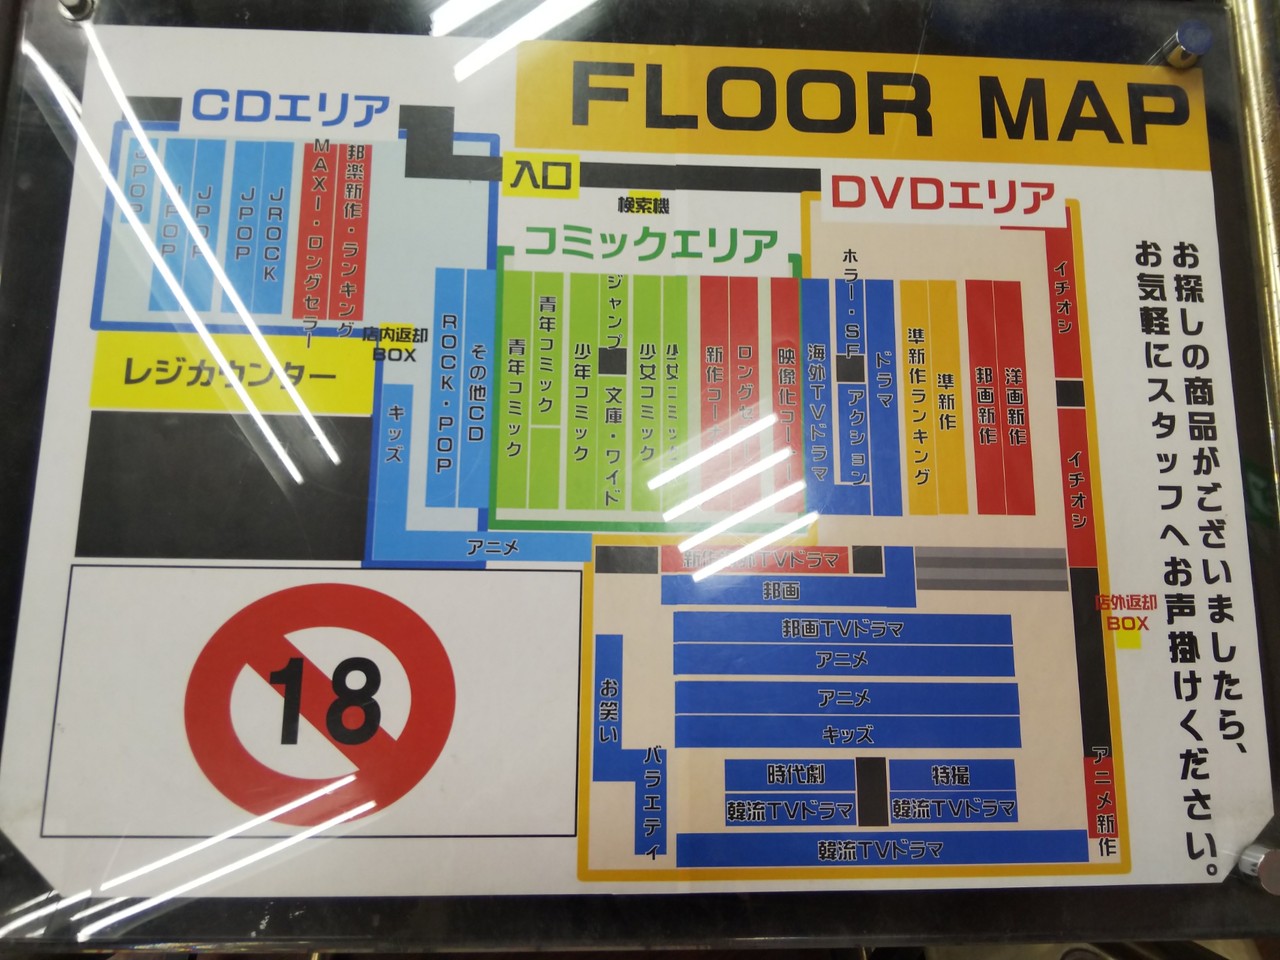 FLOOR MAP
CDエリア
入口
検索機
DVDエリア
コミックエリア
JPOP
JPOP
JPOP
JPOP
JROCK
MAXI・ロングセラー
邦楽新作・ランキング
店内返却
BOX
レジカウンター
キッズ
ROCK・POP
その他CD
アニメ
青年コミック
青年コミック
少年コミック
ジャンプ
文庫・ワイド
少女コミック
少女コミック
新作コーナー
映像化コーナー
海外TVドラマ
ホラー・SF
アクション
ドラマ
準新作ランキング
準新作
邦画新作
洋画新作
イチオシ
イチオシ
TVドラマ
邦画
邦画TVドラマ
アニメ
アニメ
キッズ
お笑い
バラエティ
時代劇
特撮
韓流TVドラマ
韓流TVドラマ
韓流TVドラマ
アニメ新作
店外返却
BOX
18
お探しの商品がございましたら、
お気軽にスタッフへお声掛けください。